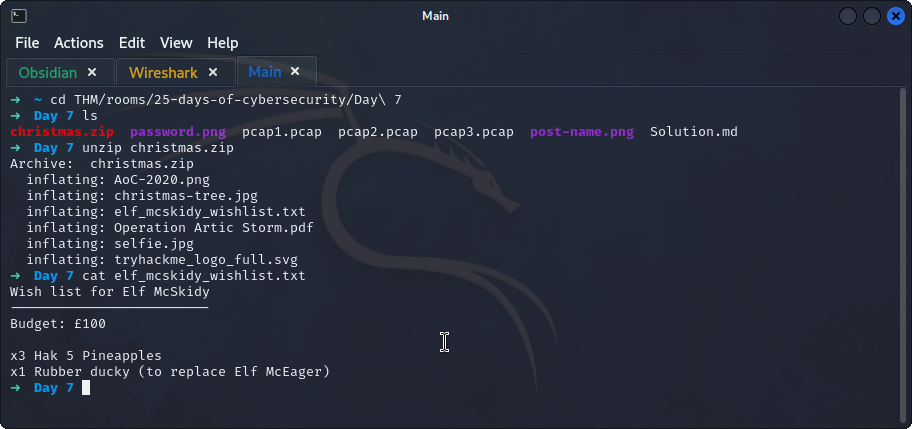 Main
File Actions Edit View Help
Obsidian × Wireshark × Main ×
→ ~ cd THM/rooms/25-days-of-cybersecurity/Day\ 7
→ Day 7 ls
christmas.zip password.png pcap1.pcap pcap2.pcap pcap3.pcap post-name.png Solution.md
→ Day 7 unzip christmas.zip
Archive:  christmas.zip
  inflating: AoC-2020.png
  inflating: christmas-tree.jpg
  inflating: elf_mcskidy_wishlist.txt
  inflating: Operation Artic Storm.pdf
  inflating: selfie.jpg
  inflating: tryhackme_logo_full.svg
→ Day 7 cat elf_mcskidy_wishlist.txt
Wish list for Elf McSkidy
-------------------------
Budget: £100
x3 Hak 5 Pineapples
x1 Rubber ducky (to replace Elf McEager)
→ Day 7